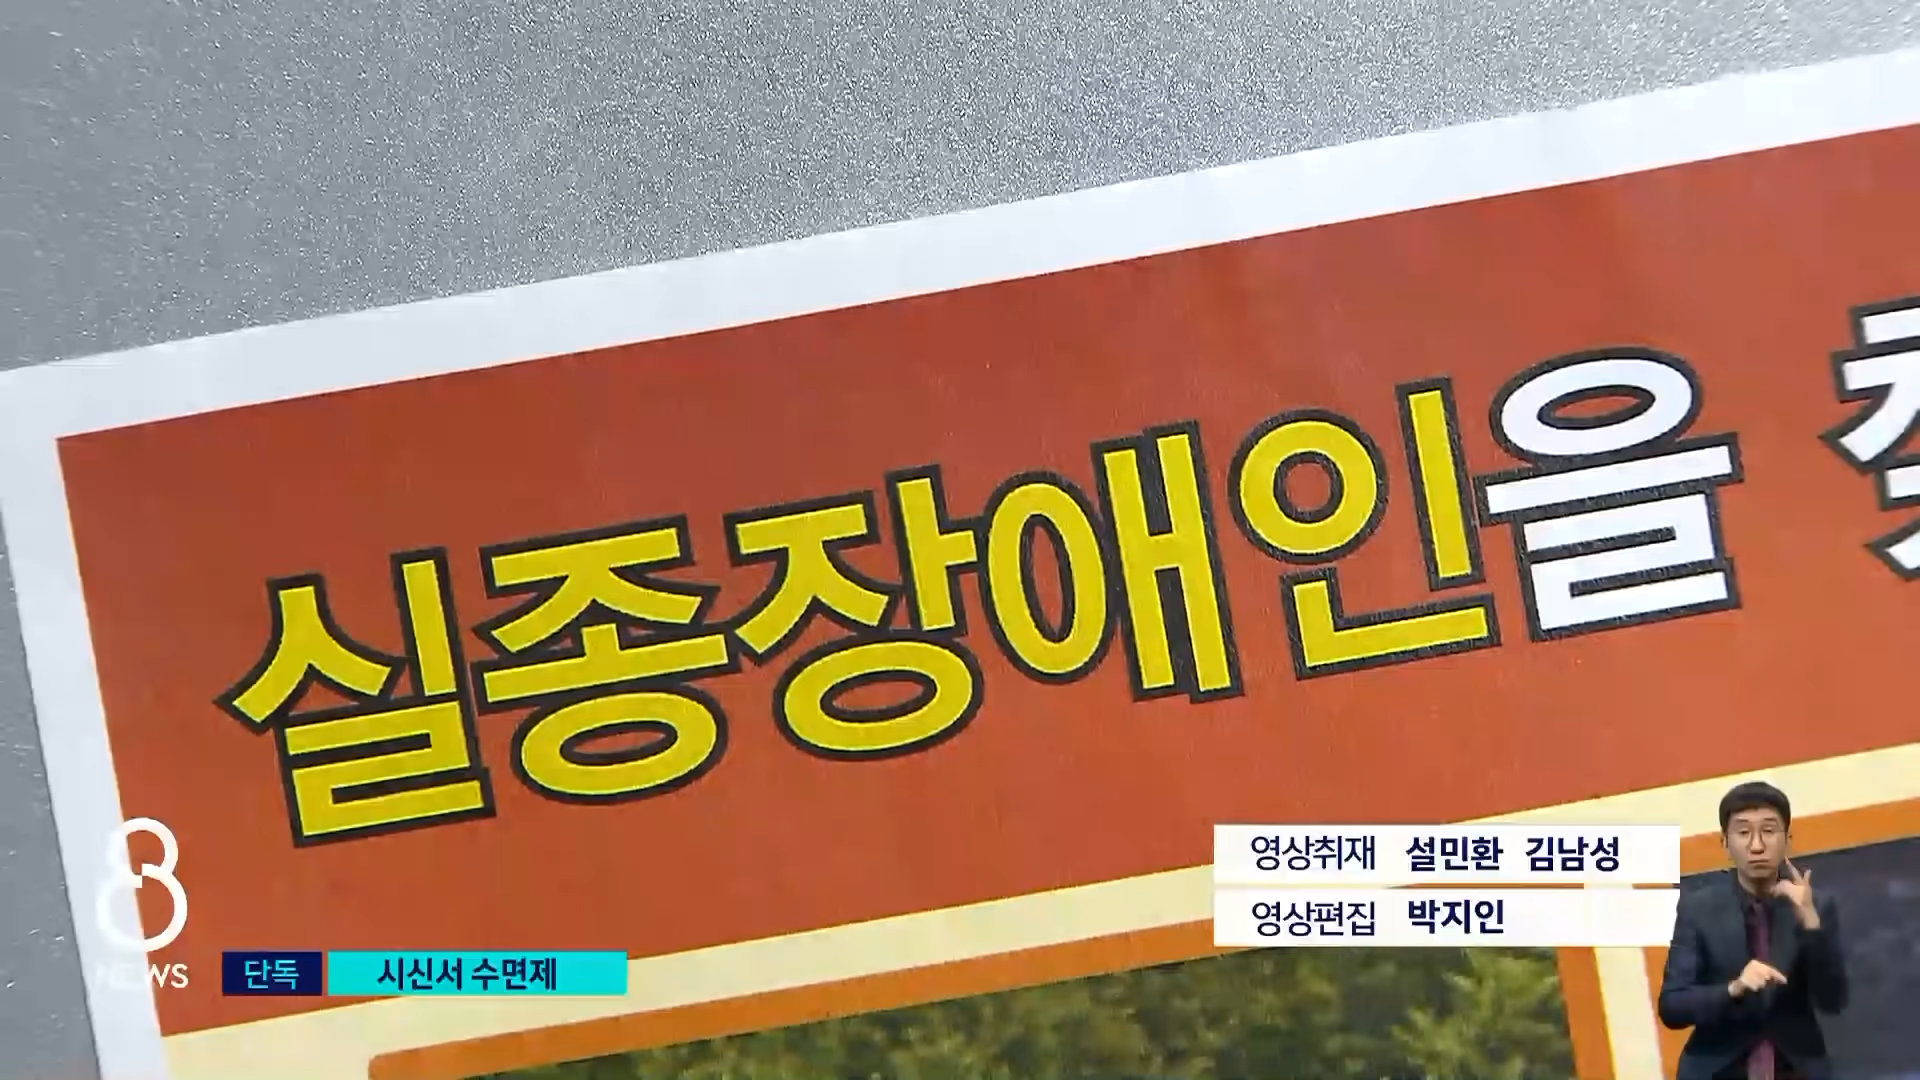 실종장애인을
영상취재 설민환 김남성
영상편집 박지인
8
NEWS
단독 시신서 수면제